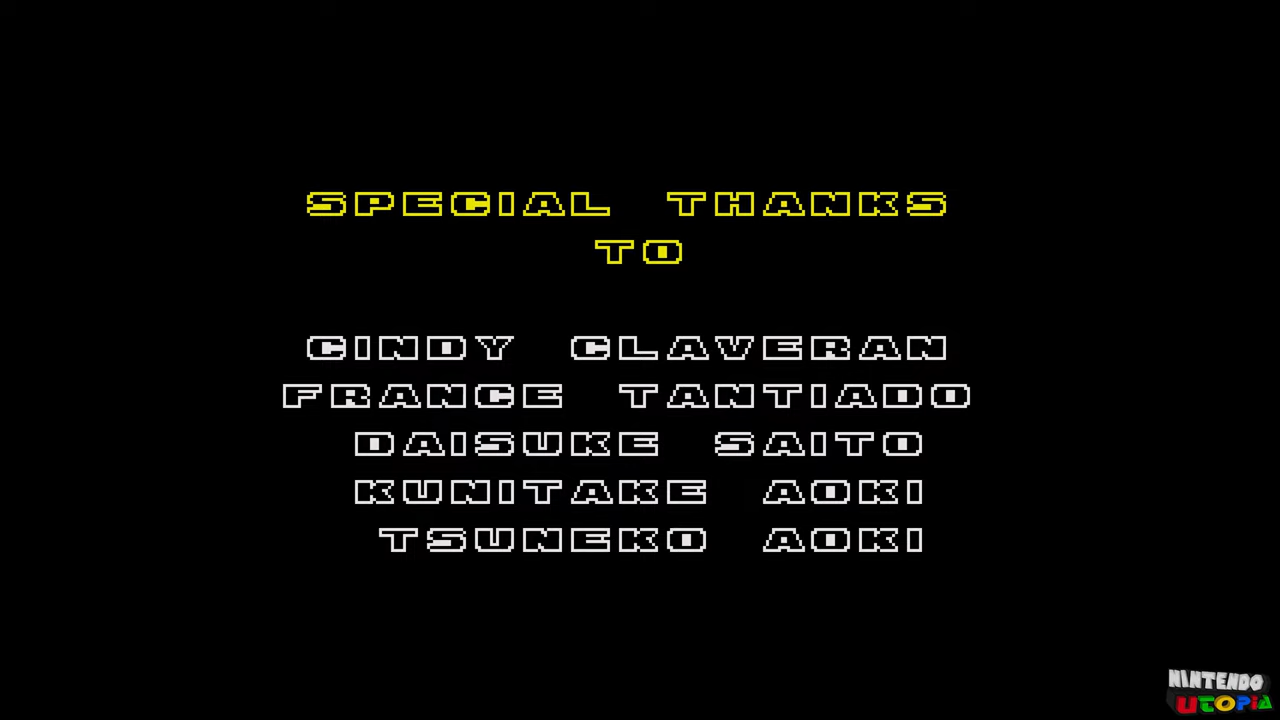 SPECIAL THANKS
TO
CINDY CLAVERAN
FRANCE TANTIADO
DAISUKE SAITO
KUNITAKE AOKI
TSUNEKO AOKI
NINTENDO
UTOPIA